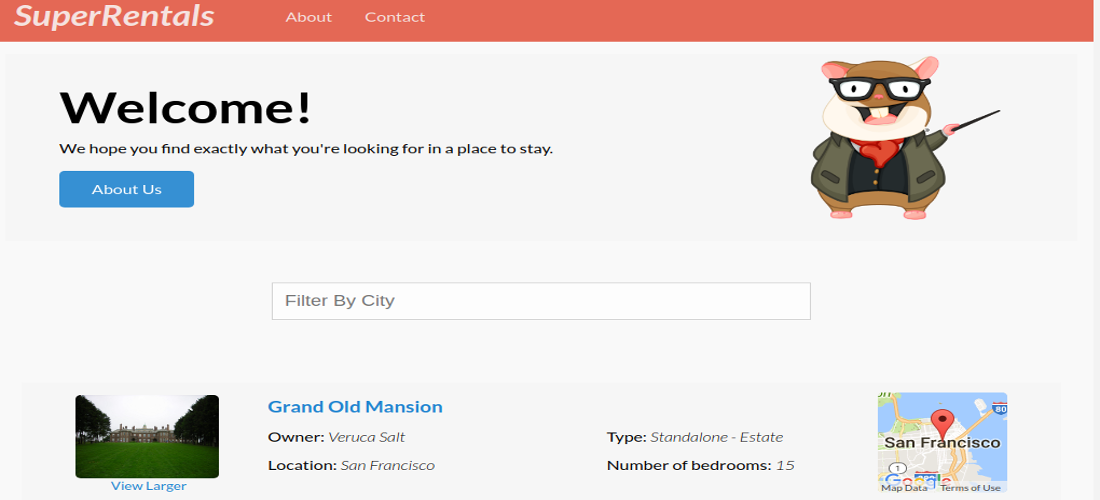 SuperRentals About Contact
Welcome!
We hope you find exactly what you're looking for in a place to stay.
About Us
Filter By City
Grand Old Mansion
Owner: Veruca Salt
Type: Standalone - Estate
Location: San Francisco
Number of bedrooms: 15
View Larger
80
San Francisco
1
Google
Map Data Terms of Use